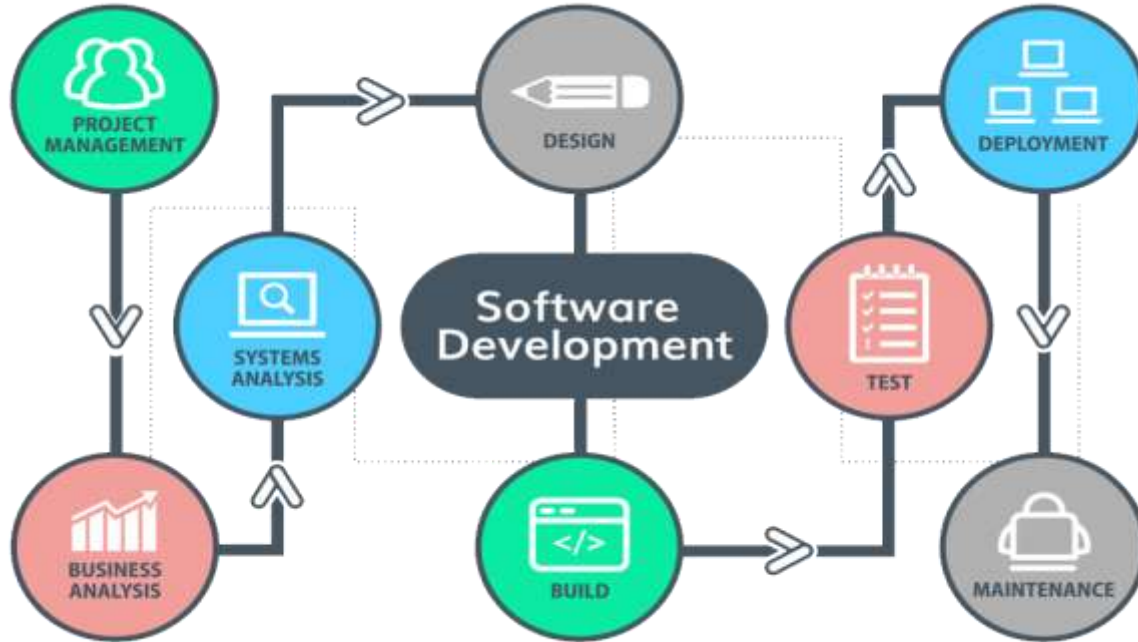 PROJECT
MANAGEMENT
BUSINESS
ANALYSIS
SYSTEMS
ANALYSIS
DESIGN
Software
Development
</>
BUILD
TEST
DEPLOYMENT
MAINTENANCE